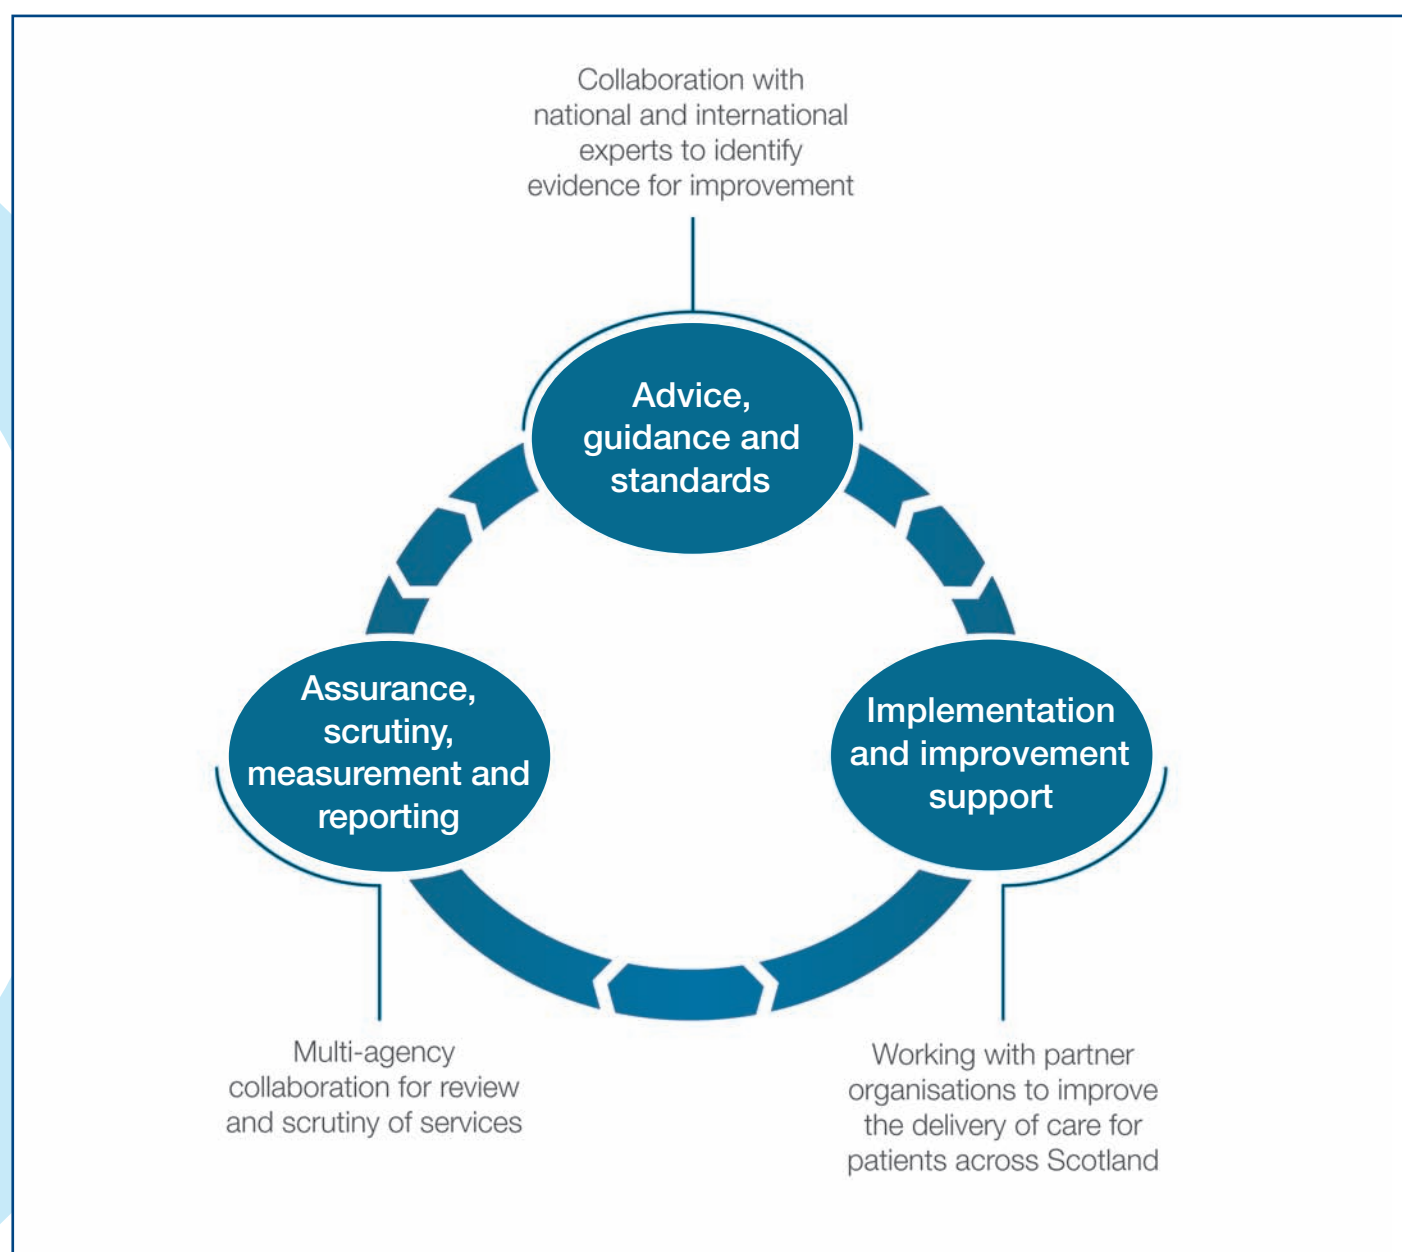 Collaboration with
national and international
experts to identify
evidence for improvement
Advice,
guidance and
standards
Assurance,
scrutiny,
measurement and
reporting
Implementation
and improvement
support
Multi-agency
collaboration for review
and scrutiny of services
Working with partner
organisations to improve
the delivery of care for
patients across Scotland